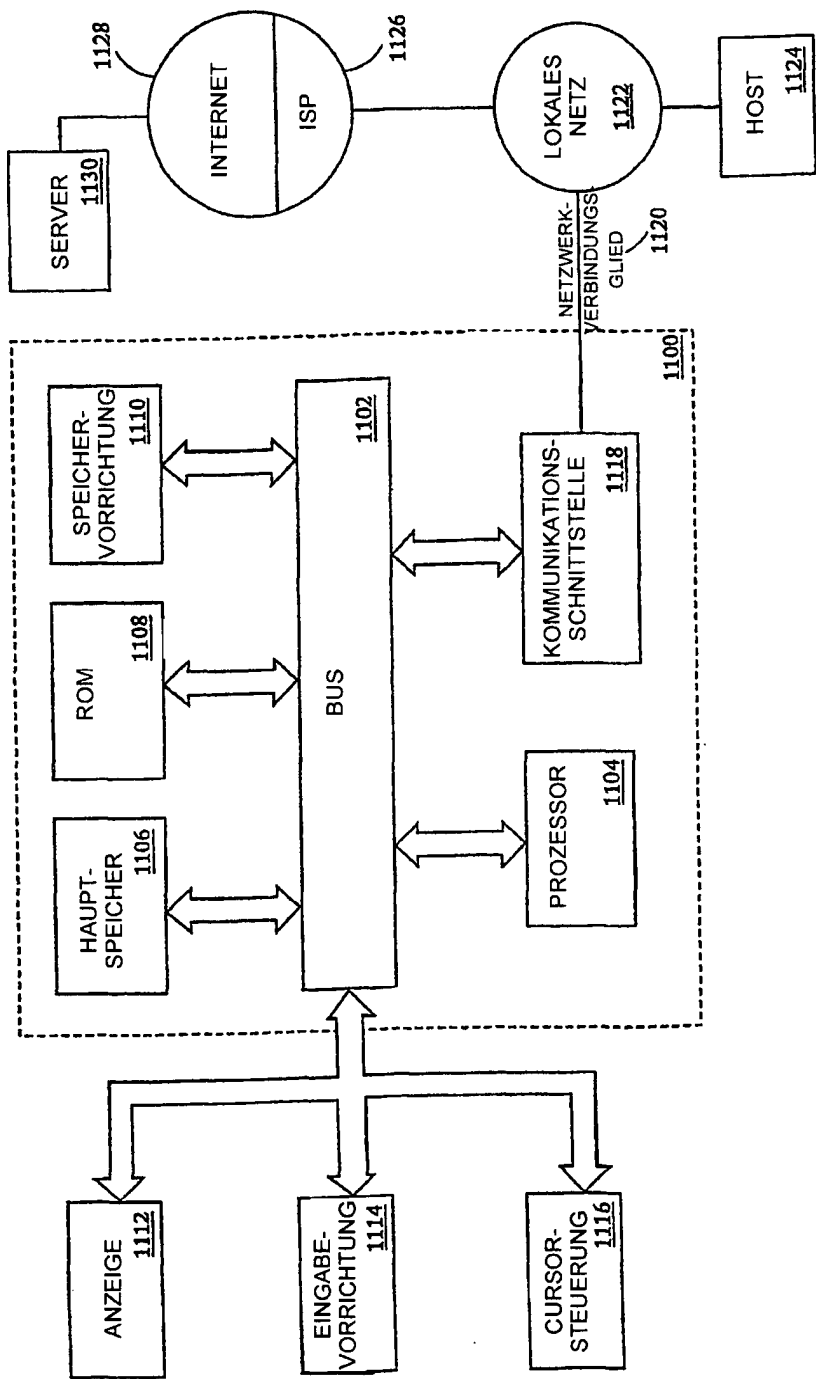 ANZEIGE
1112
EINGABE-
VORRICHTUNG
1114
CURSOR-
STEUERUNG
1116
HAUPT-
SPEICHER
1106
ROM
1108
SPEICHER-
VORRICHTUNG
1110
BUS
1102
PROZESSOR
1104
KOMMUNIKATIONS-
SCHNITTSTELLE
1118
1100
NETZWERK-
VERBINDUNGS-
GLIED
1120
SERVER
1130
INTERNET
1128
ISP
1126
LOKALES
NETZ
1122
HOST
1124